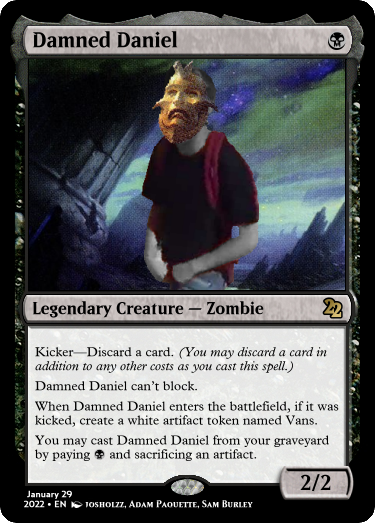 Damned Daniel
Legendary Creature — Zombie
22
Kicker—Discard a card. (You may discard a card in
addition to any other costs as you cast this spell.)
Damned Daniel can't block.
When Damned Daniel enters the battlefield, if it was
kicked, create a white artifact token named Vans.
You may cast Damned Daniel from your graveyard
by paying and sacrificing an artifact.
2/2
January 29
2022 • EN josholzz, Adam Paquette, Sam Burley